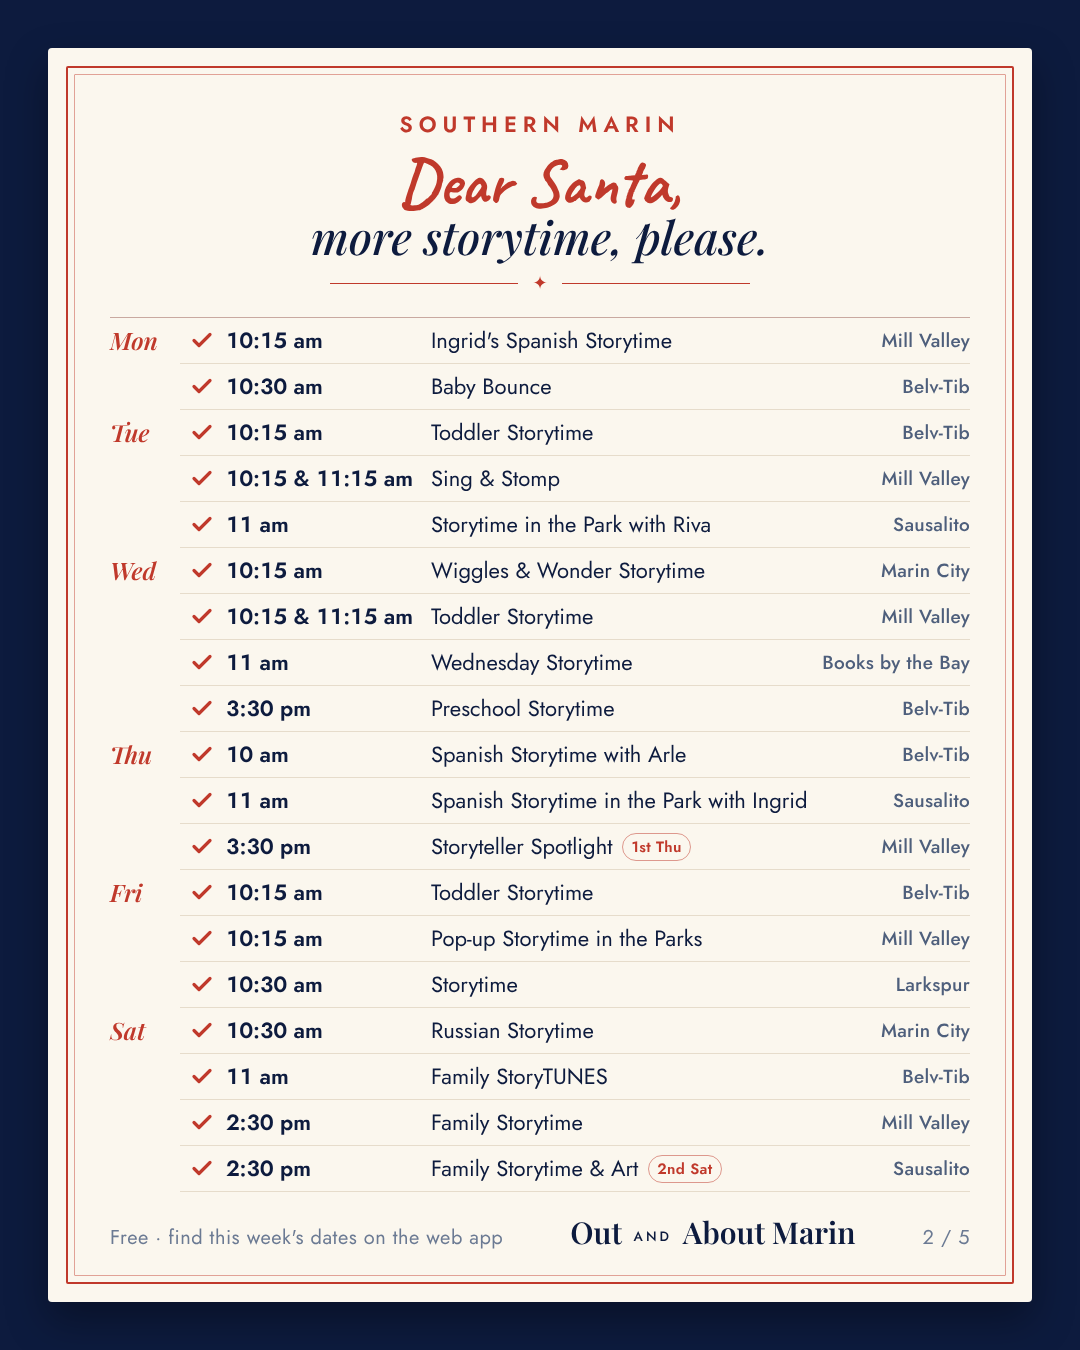 SOUTHERN MARIN
Dear Santa,
more storytime, please.
Mon 10:15 am Ingrid's Spanish Storytime Mill Valley
10:30 am Baby Bounce Belv-Tib
Tue 10:15 am Toddler Storytime Belv-Tib
10:15 & 11:15 am Sing & Stomp Mill Valley
11 am Storytime in the Park with Riva Sausalito
Wed 10:15 am Wiggles & Wonder Storytime Marin City
10:15 & 11:15 am Toddler Storytime Mill Valley
11 am Wednesday Storytime Books by the Bay
3:30 pm Preschool Storytime Belv-Tib
Thu 10 am Spanish Storytime with Arle Belv-Tib
11 am Spanish Storytime in the Park with Ingrid Sausalito
3:30 pm Storyteller Spotlight 1st Thu Mill Valley
Fri 10:15 am Toddler Storytime Belv-Tib
10:15 am Pop-up Storytime in the Parks Mill Valley
10:30 am Storytime Larkspur
Sat 10:30 am Russian Storytime Marin City
11 am Family StoryTUNES Belv-Tib
2:30 pm Family Storytime Mill Valley
2:30 pm Family Storytime & Art 2nd Sat Sausalito
Free · find this week's dates on the web app Out AND About Marin 2 / 5